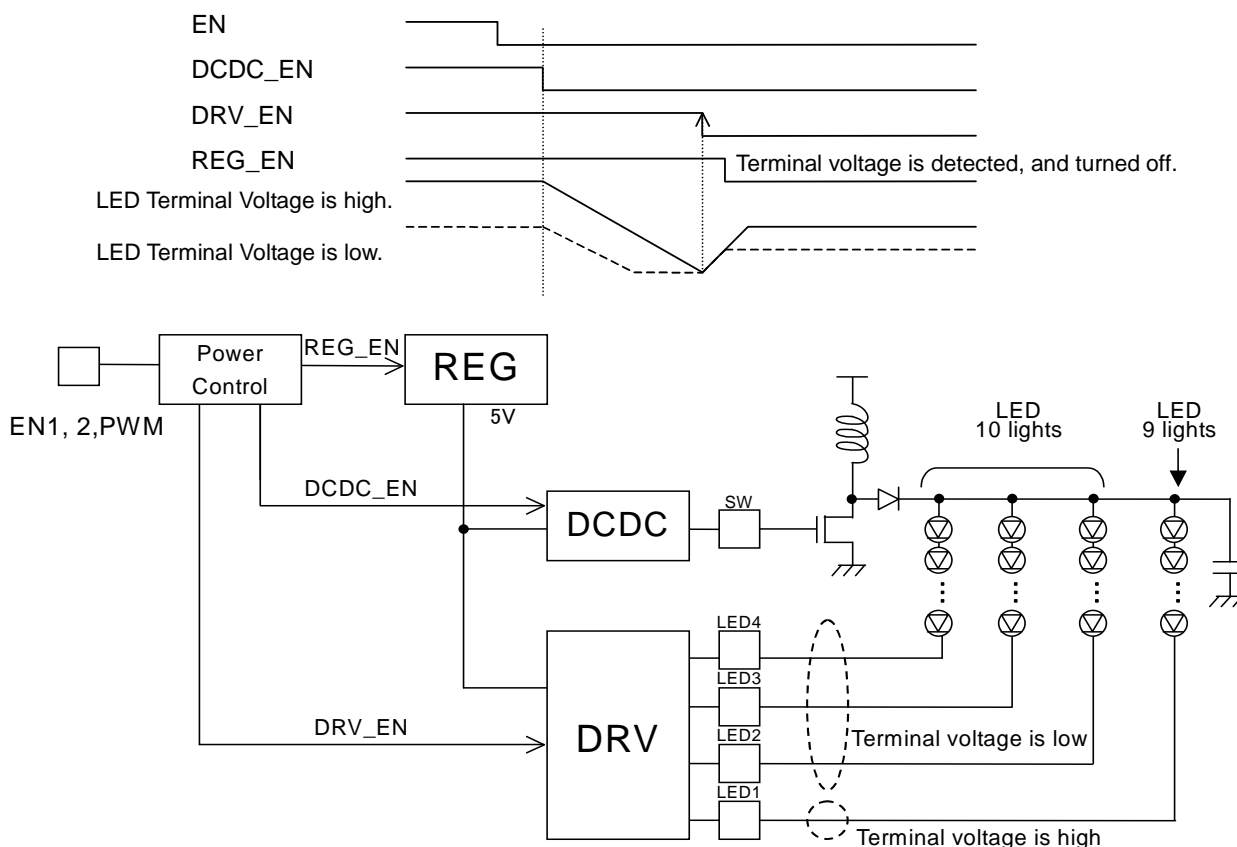 EN
DCDC_EN
DRV_EN
REG_EN
Terminal voltage is detected, and turned off.
LED Terminal Voltage is high.
LED Terminal Voltage is low.
Power
Control
REG_EN
REG
5V
EN1, 2,PWM
LED
10 lights
LED
9 lights
DCDC_EN
DCDC
SW
LED4
LED3
DRV_EN
DRV
LED2
Terminal voltage is low
LED1
Terminal voltage is high